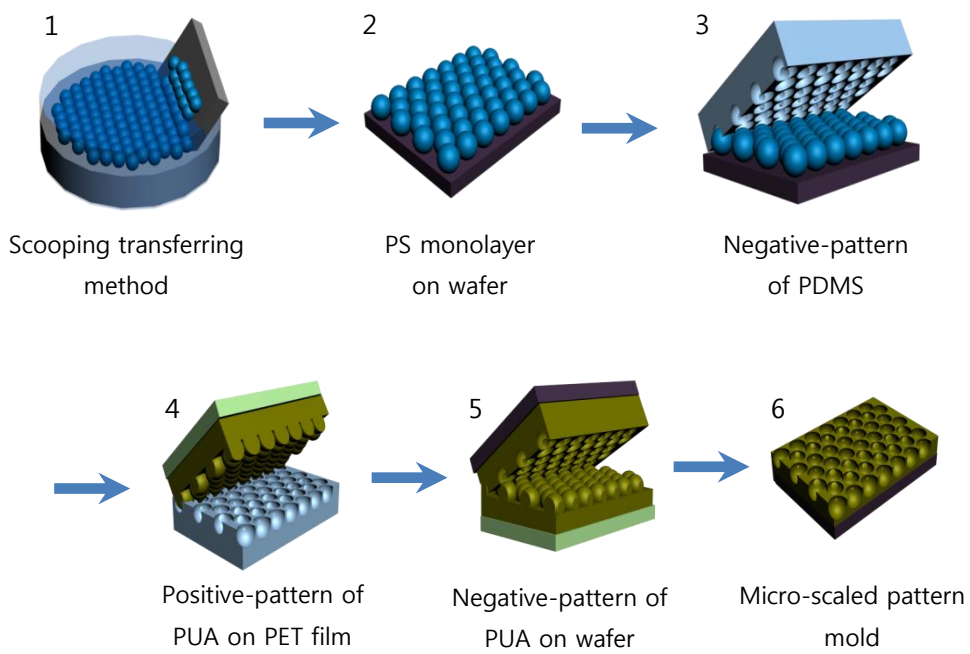 1
Scooping transferring
method
2
PS monolayer
on wafer
3
Negative-pattern
of PDMS
4
Positive-pattern of
PUA on PET film
5
Negative-pattern of
PUA on wafer
6
Micro-scaled pattern
mold